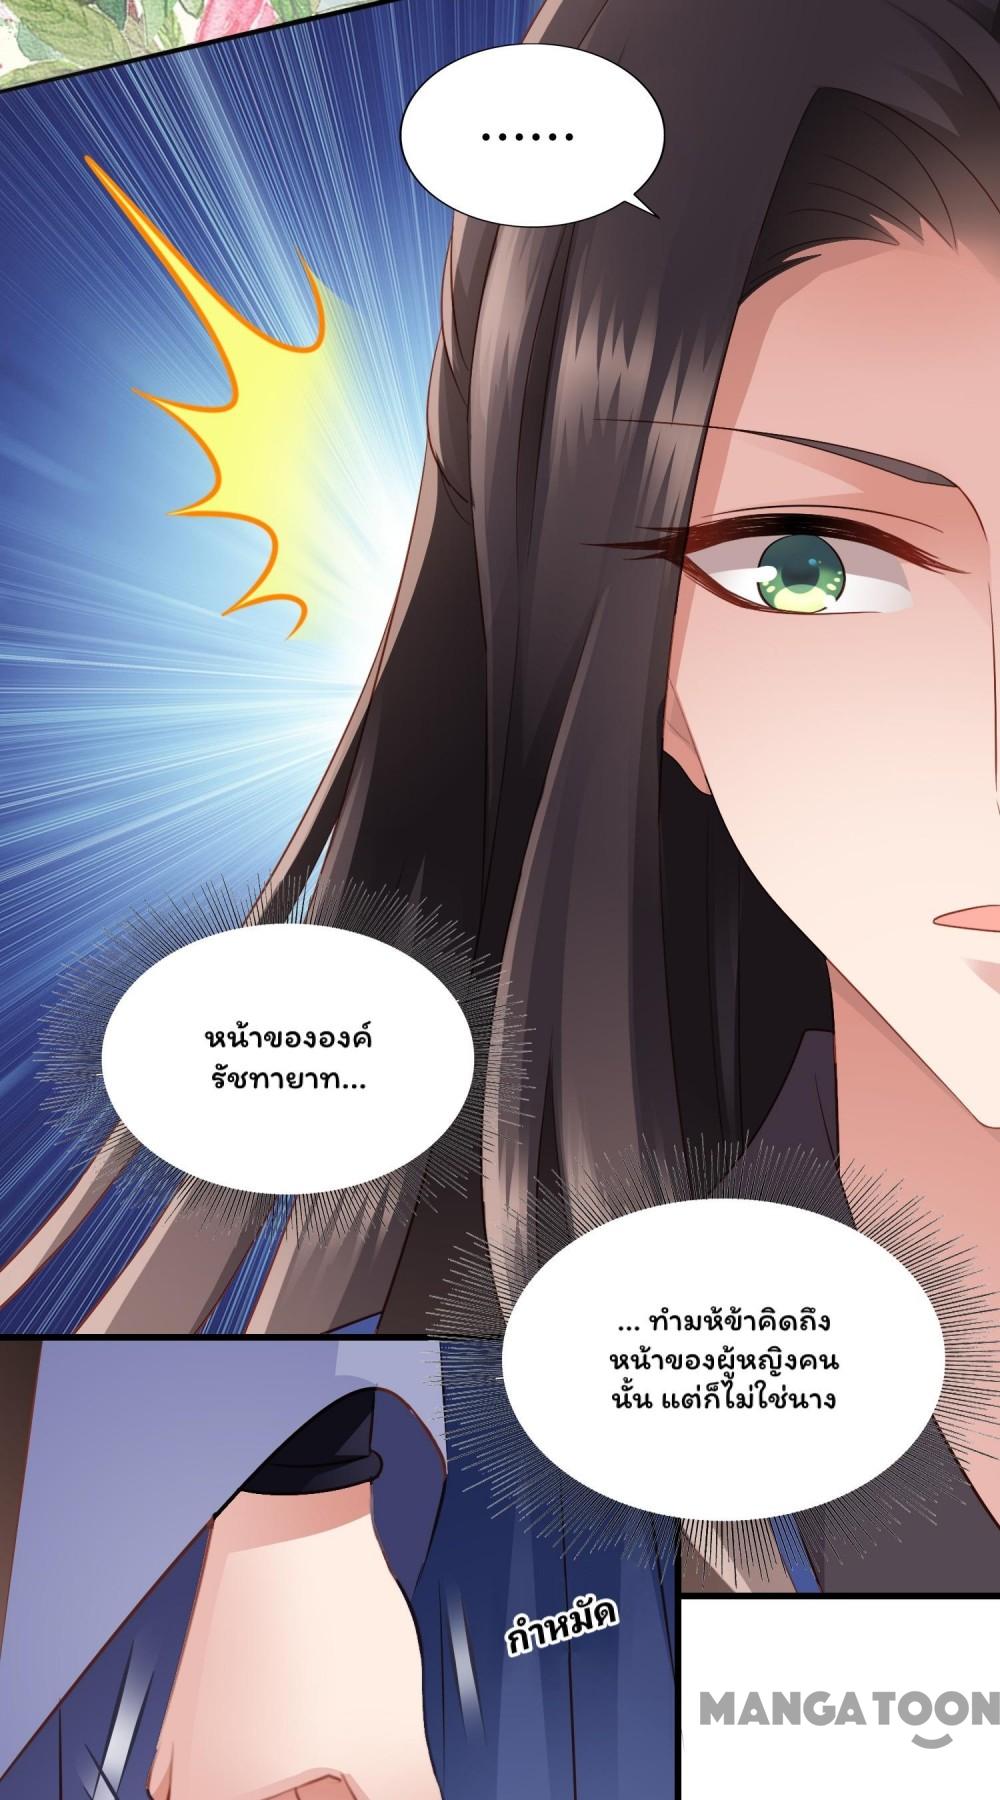 ......
หน้าขององค์
รัชทายาท...
... ทำมห้ข้าคิดถึง
หน้าของผู้หญิงคน
นั้น แต่ก็ไม่ใช่นาง
กำหมัด
MANGATOON